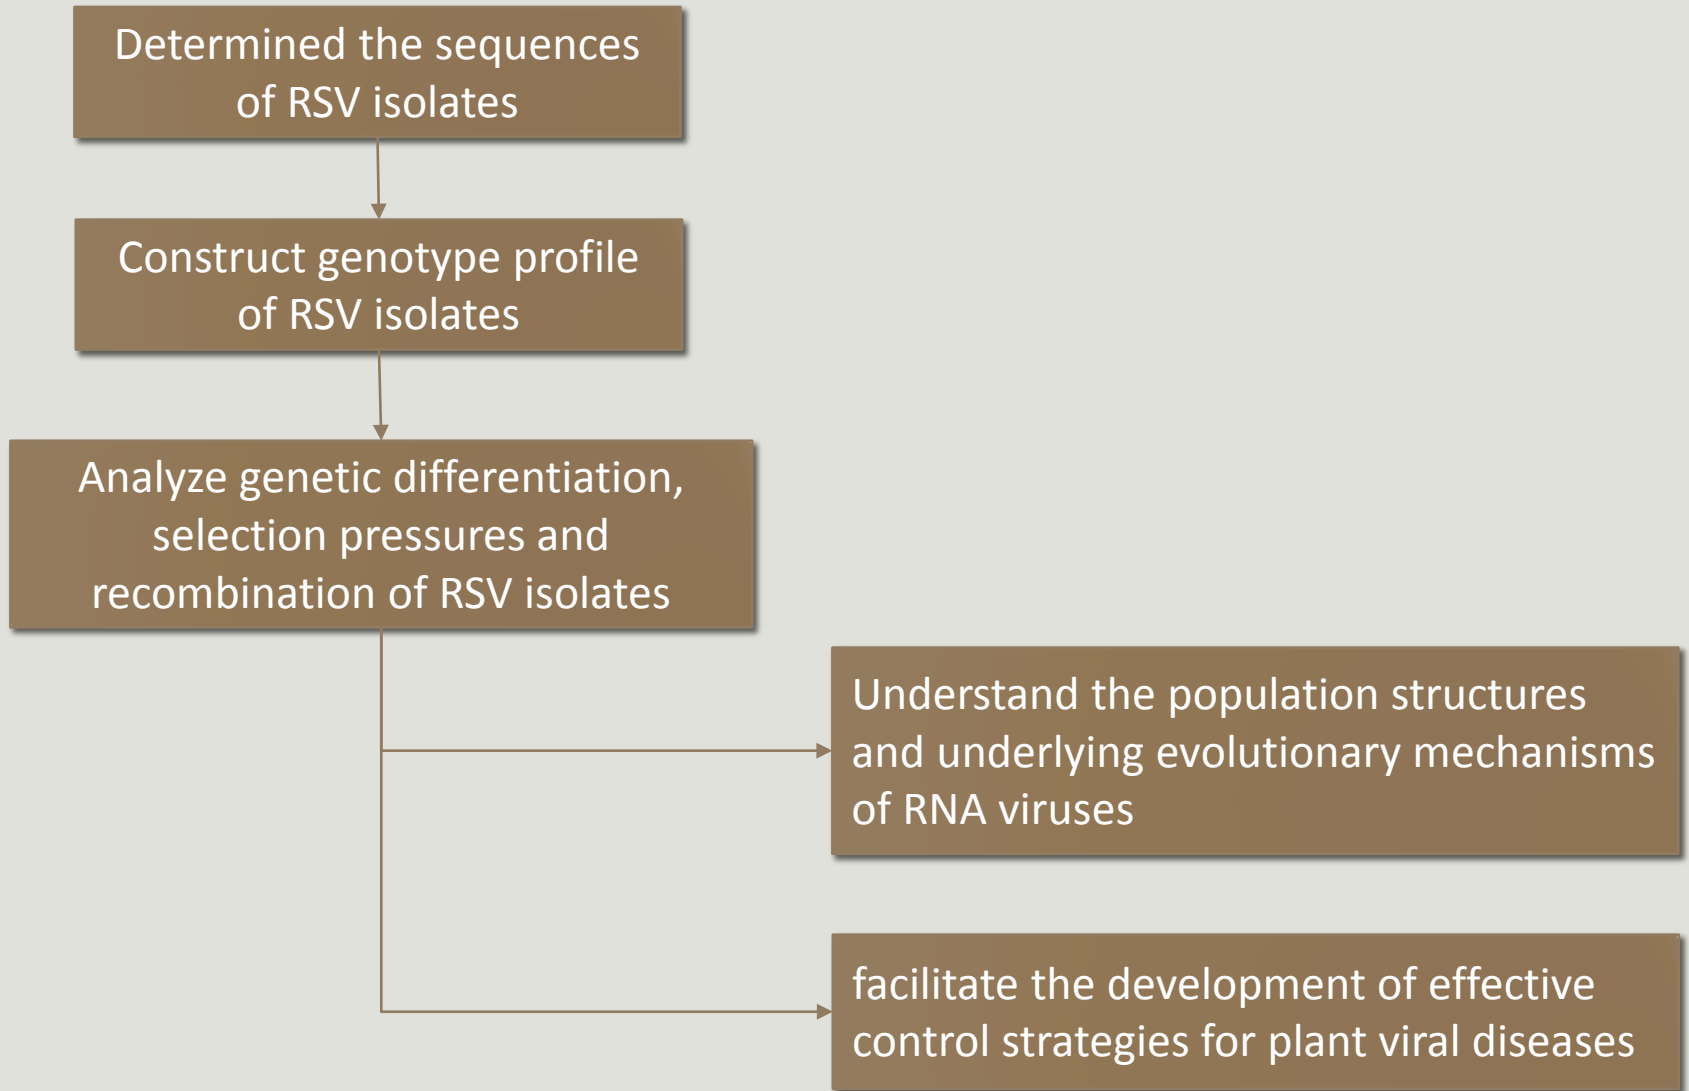 Determined the sequences
of RSV isolates
Construct genotype profile
of RSV isolates
Analyze genetic differentiation,
selection pressures and
recombination of RSV isolates
Understand the population structures
and underlying evolutionary mechanisms
of RNA viruses
facilitate the development of effective
control strategies for plant viral diseases